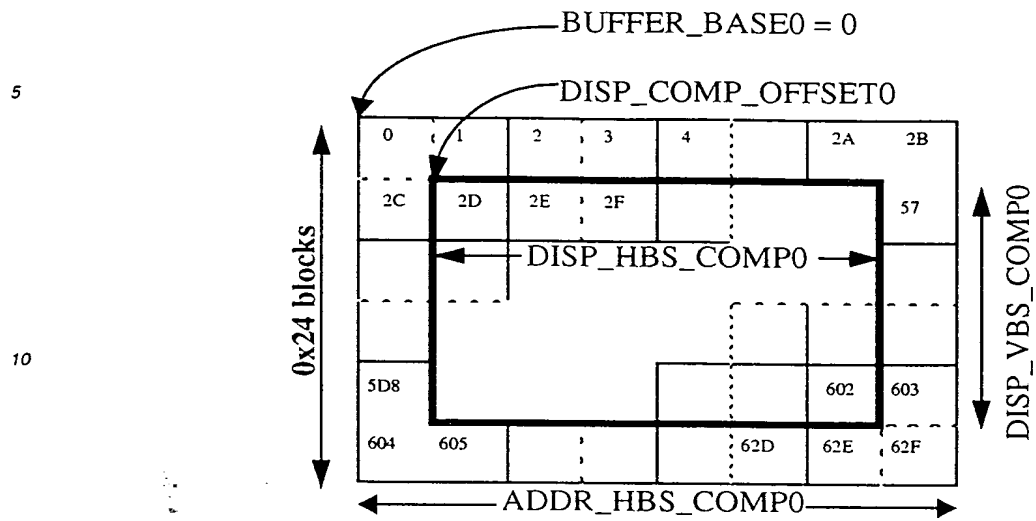 BUFFER_BASE0 = 0
5
DISP_COMP_OFFSET0
0 1 2 3 4 2A 2B
2C 2D 2E 2F 57
DISP_HBS_COMP0
0x24 blocks
DISP_VBS_COMP0
10
5D8 602 603
604 605 62D 62E 62F
ADDR_HBS_COMP0